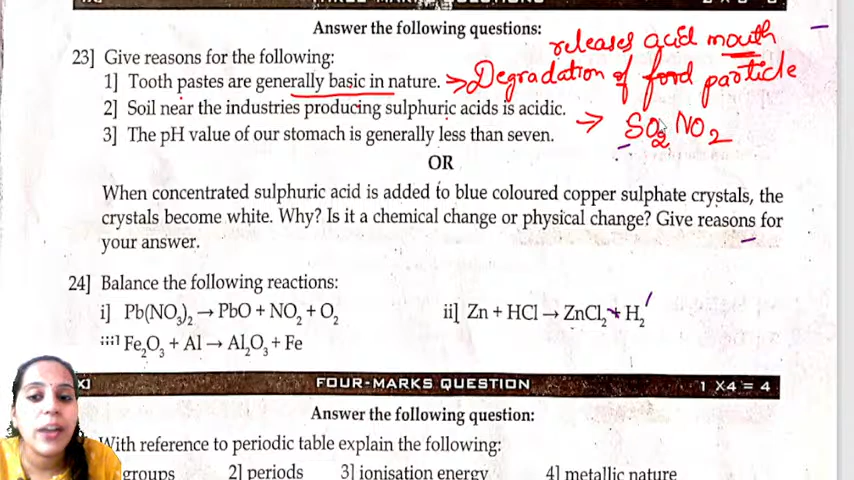 Answer the following questions:
releases acid mouth
23] Give reasons for the following:
1] Tooth pastes are generally basic in nature. → Degradation of food particle
2] Soil near the industries producing sulphuric acids is acidic.
→ SO2 NO2
3] The pH value of our stomach is generally less than seven.
OR
When concentrated sulphuric acid is added to blue coloured copper sulphate crystals, the
crystals become white. Why? Is it a chemical change or physical change? Give reasons for
your answer.
24] Balance the following reactions:
i] Pb(NO₃)₂ → PbO + NO₂ + O₂ ii] Zn + HCl → ZnCl₂ + H₂
iii] Fe₂O₃ + Al → Al₂O₃ + Fe
X] FOUR-MARKS QUESTION 1 X4 = 4
Answer the following question:
With reference to periodic table explain the following:
groups 2] periods 3] ionisation energy 4] metallic nature